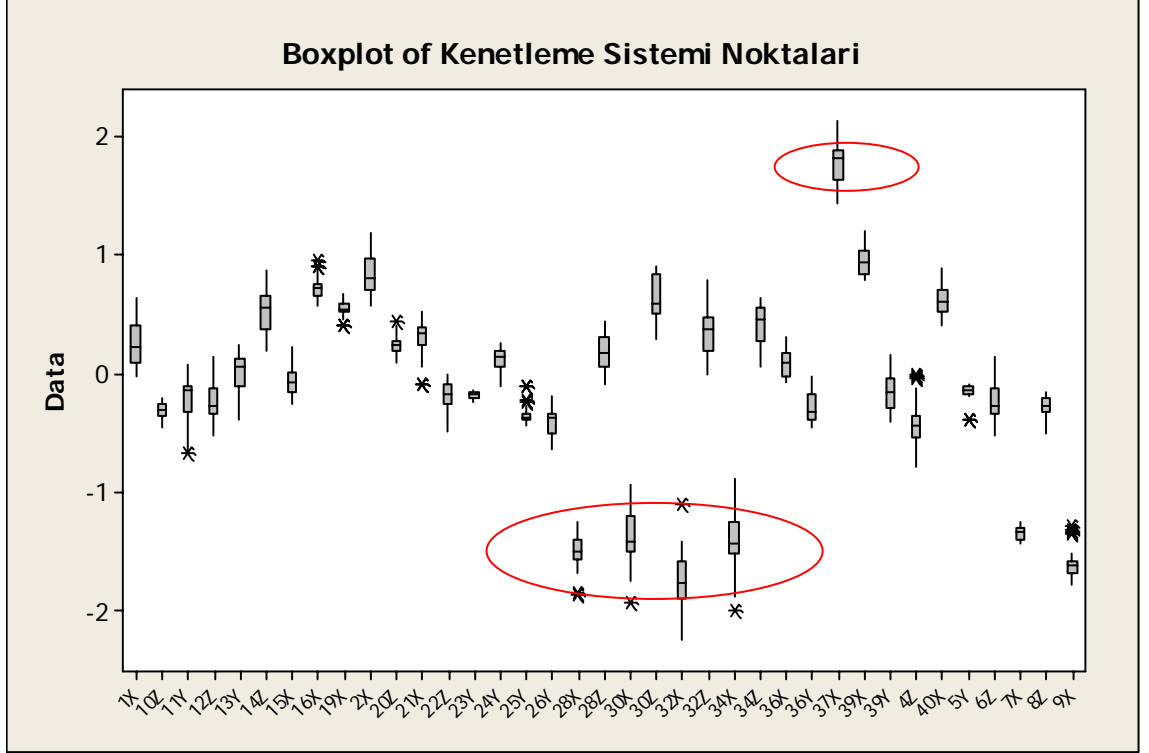 Boxplot of Kenetleme Sistemi Noktalari
Data
2
1
0
-1
-2
1X 10Z 11Y 12Z 13Y 14Z 15X 16X 19X 2X 20Z 21X 22Z 23Y 24Y 25Y 26Y 28X 28Z 30X 30Z 32X 32Z 34X 34Z 36X 36Y 37X 39X 39Y 4Z 40X 5Y 6Z 7X 8Z 9X